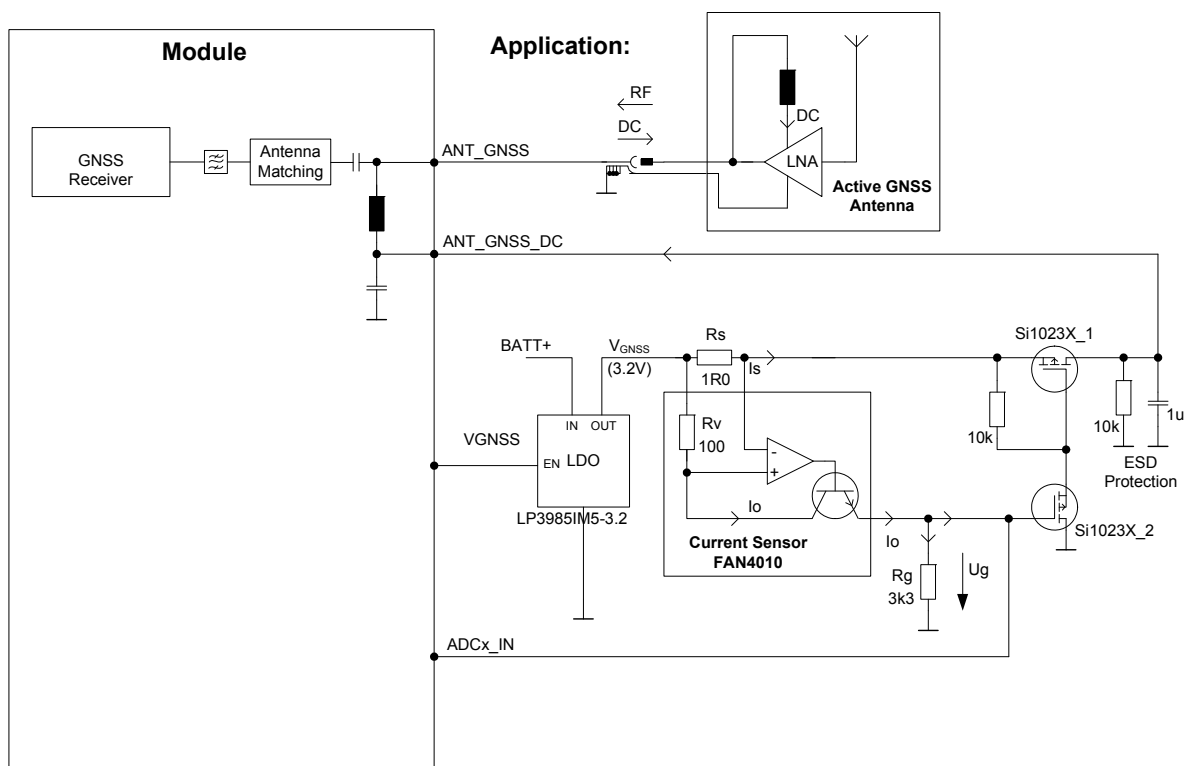 Module
Application:
GNSS
Receiver
Antenna
Matching
ANT_GNSS
RF
DC
DC
LNA
Active GNSS
Antenna
ANT_GNSS_DC
BATT+
VGNSS
(3.2V)
Rs
1R0
Is
Si1023X_1
10k
10k
1u
ESD
Protection
VGNSS
IN OUT
EN LDO
LP3985IM5-3.2
Rv
100
-
+
Io
Current Sensor
FAN4010
Io
Rg
3k3
Ug
Si1023X_2
ADCx_IN